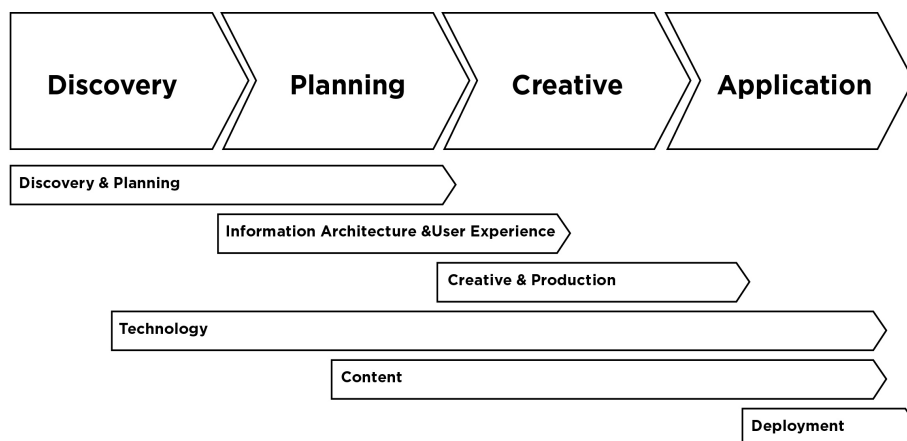 Discovery
Planning
Creative
Application
Discovery & Planning
Information Architecture &User Experience
Creative & Production
Technology
Content
Deployment